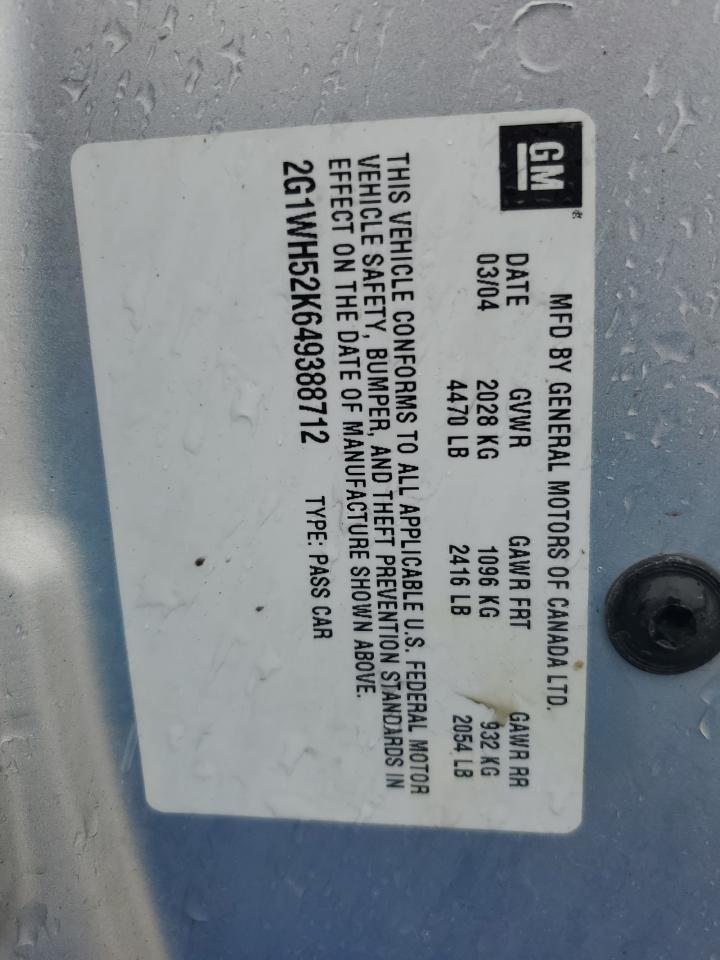 GM®
MFD BY GENERAL MOTORS OF CANADA LTD.
DATE GVWR GAWR FRT GAWR RR
03/04 2028 KG 1096 KG 932 KG
4470 LB 2416 LB 2054 LB
THIS VEHICLE CONFORMS TO ALL APPLICABLE U.S. FEDERAL MOTOR
VEHICLE SAFETY, BUMPER, AND THEFT PREVENTION STANDARDS IN
EFFECT ON THE DATE OF MANUFACTURE SHOWN ABOVE.
2G1WH52K649388712 TYPE: PASS CAR